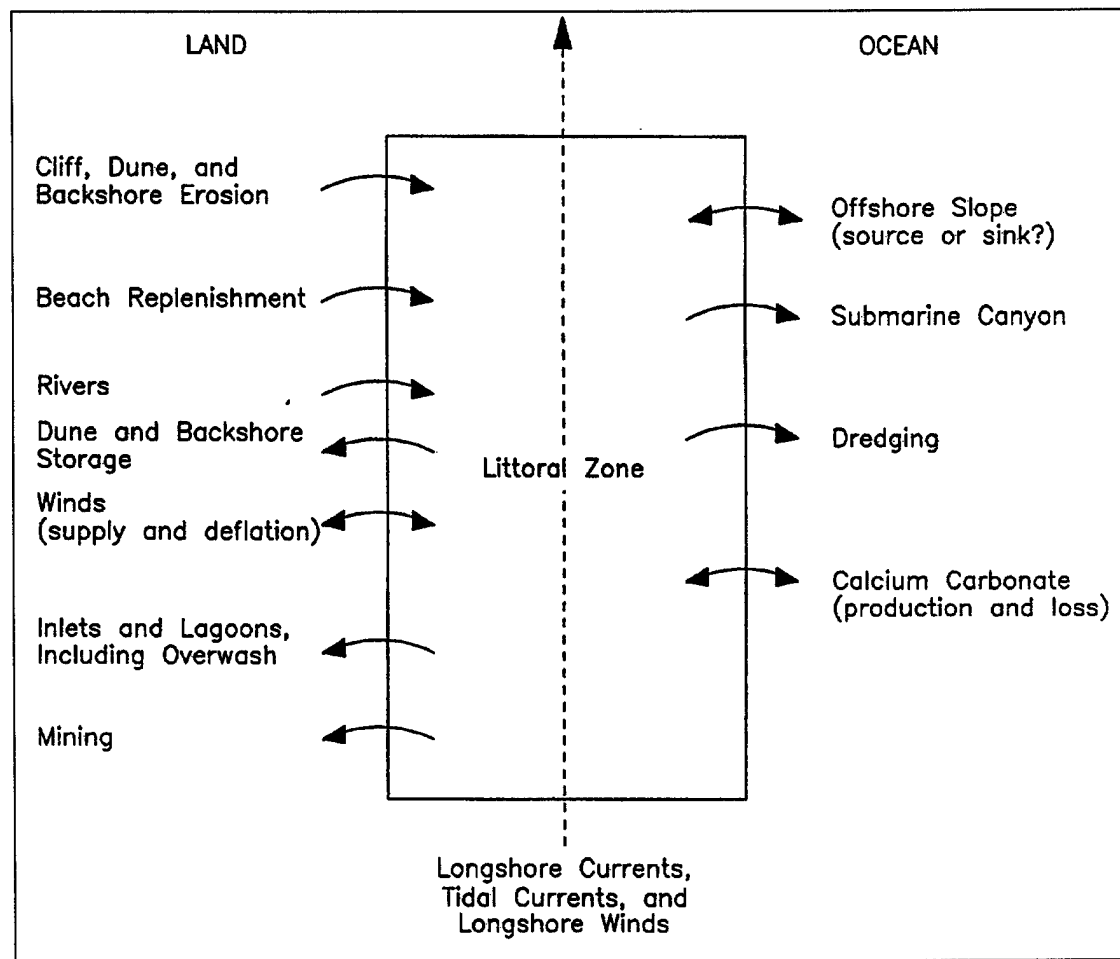 LAND
OCEAN
Cliff, Dune, and
Backshore Erosion
Beach Replenishment
Rivers
Dune and Backshore
Storage
Winds
(supply and deflation)
Inlets and Lagoons,
Including Overwash
Mining
Littoral Zone
Offshore Slope
(source or sink?)
Submarine Canyon
Dredging
Calcium Carbonate
(production and loss)
Longshore Currents,
Tidal Currents, and
Longshore Winds